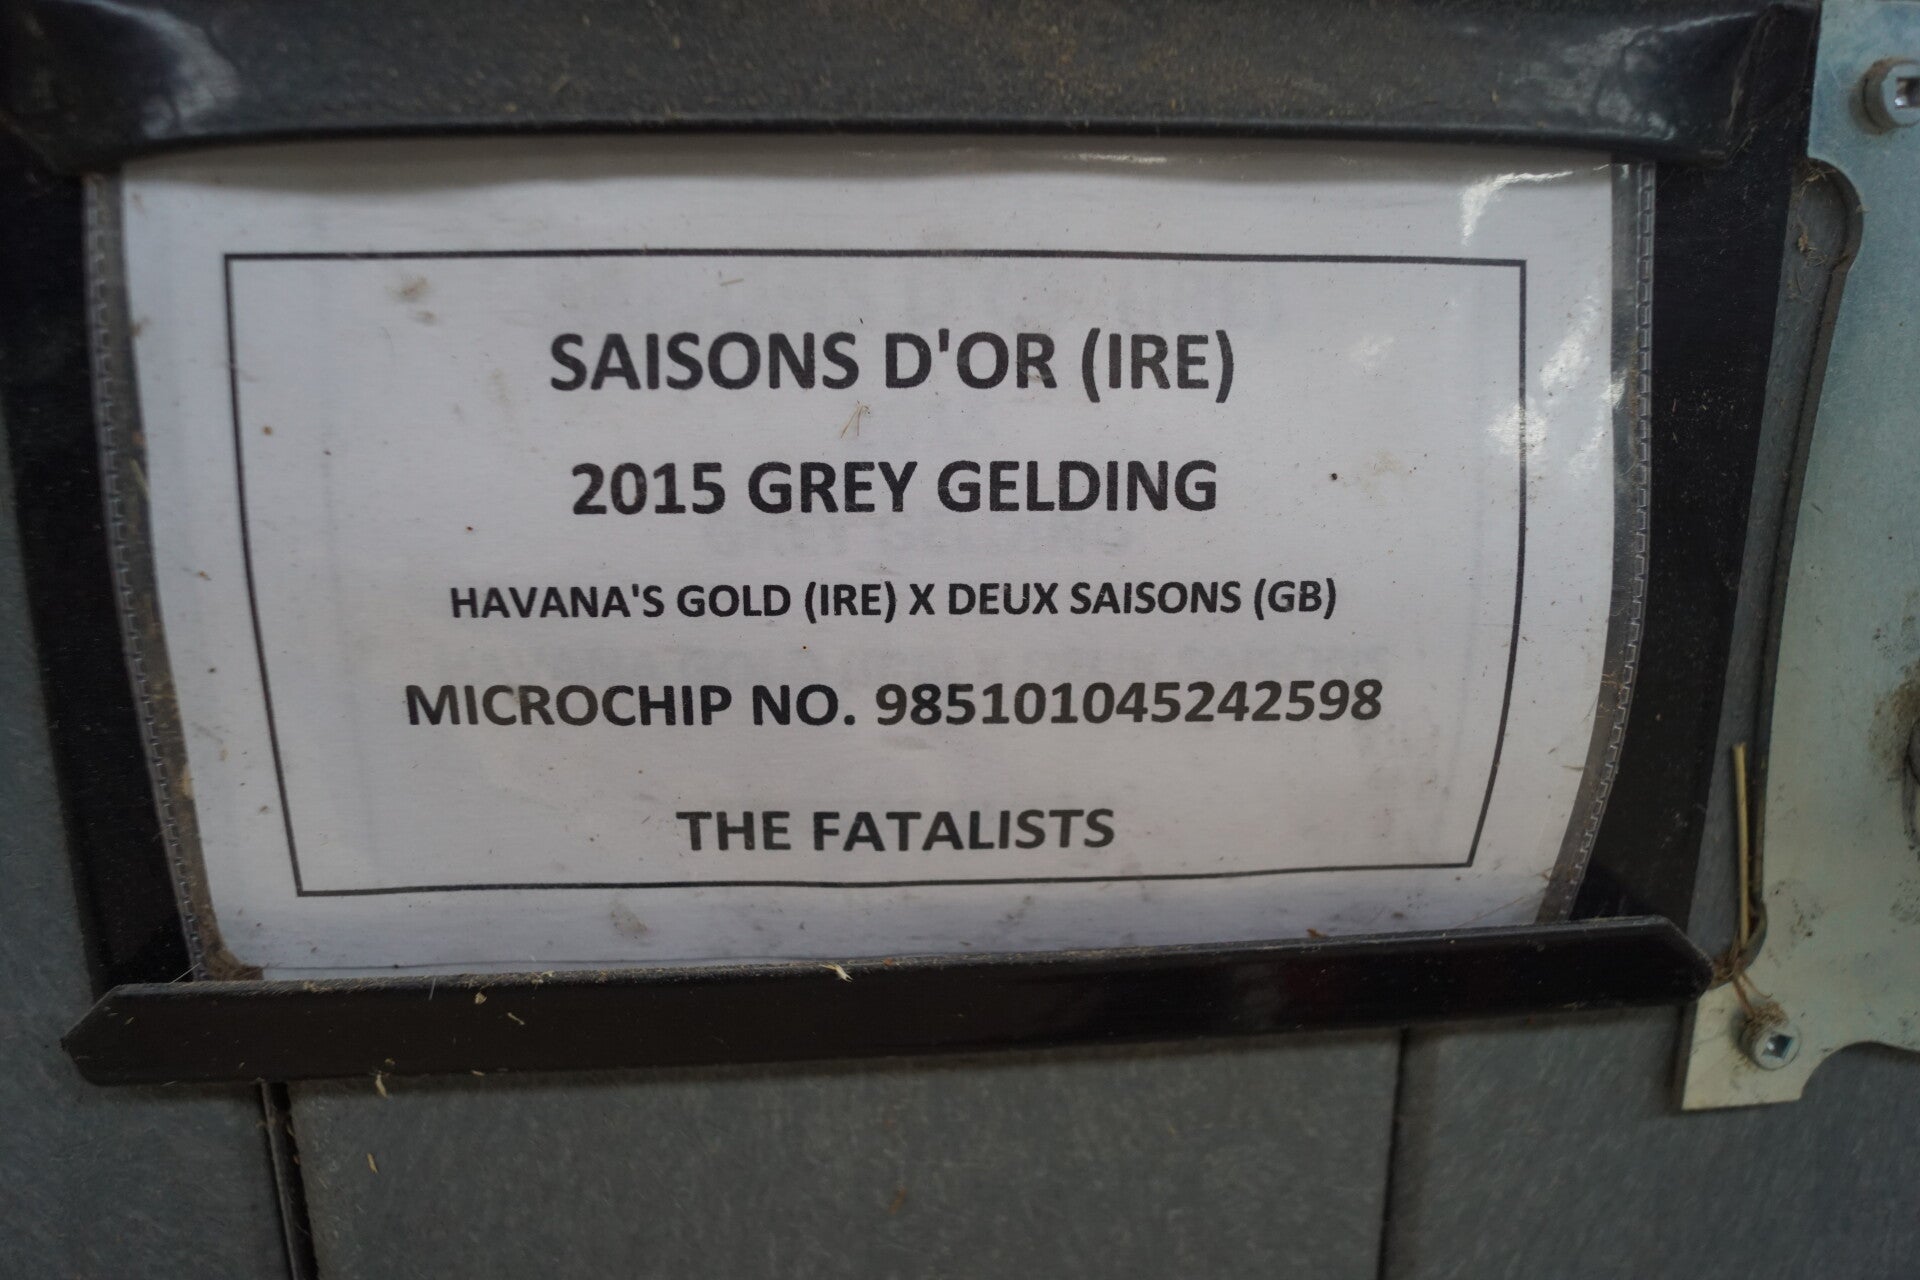 SAISONS D'OR (IRE)
2015 GREY GELDING
HAVANA'S GOLD (IRE) X DEUX SAISONS (GB)
MICROCHIP NO. 985101045242598
THE FATALISTS